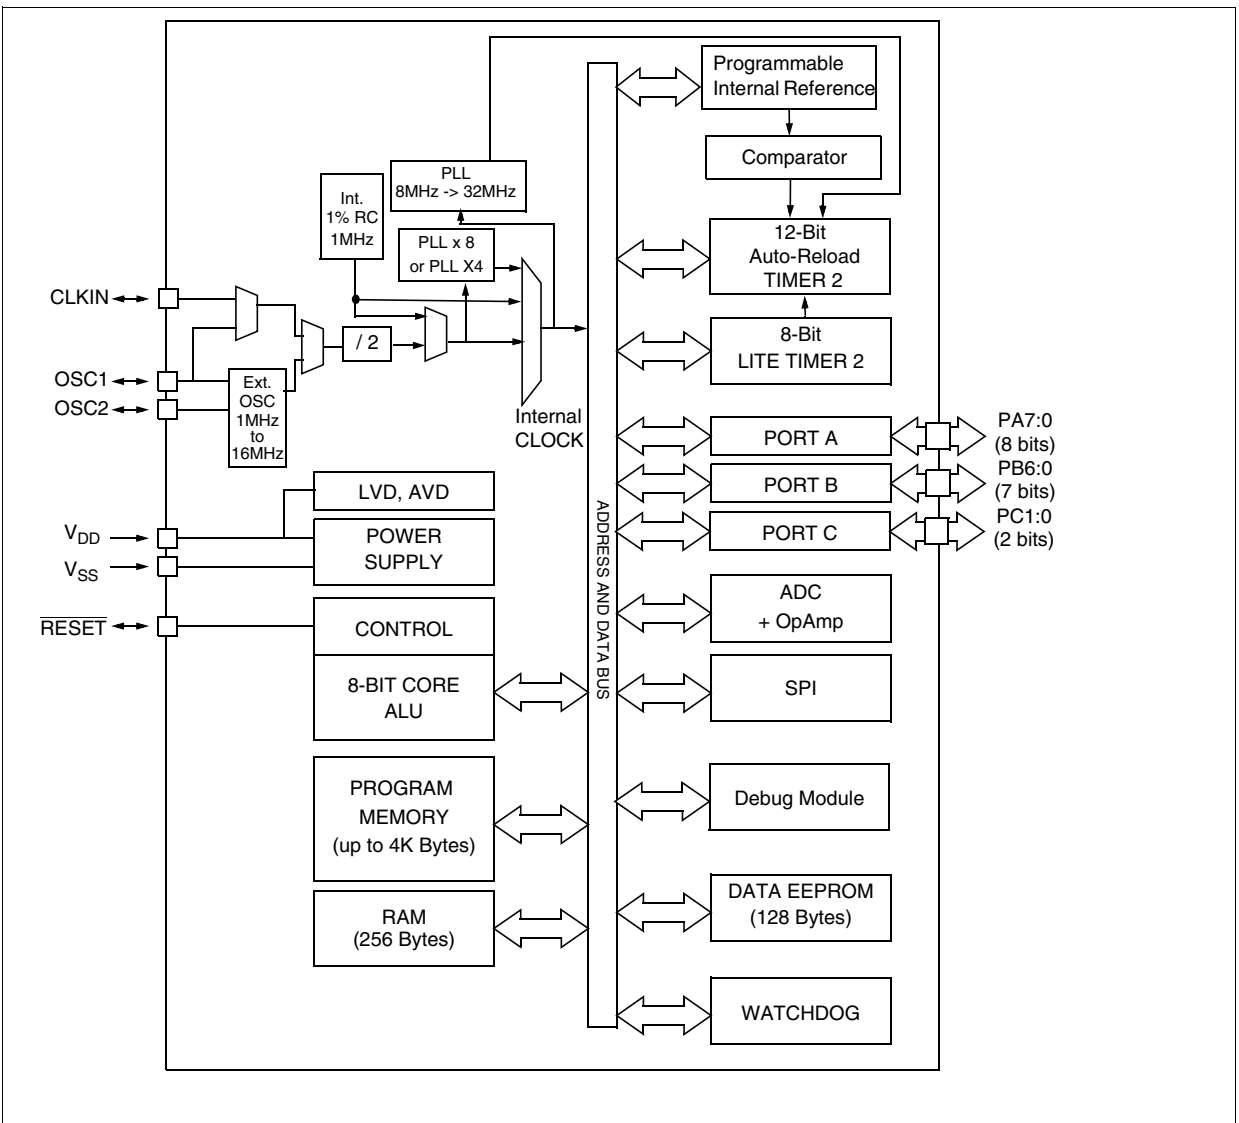 Programmable
Internal Reference
Comparator
PLL
8MHz -> 32MHz
Int.
1% RC
1MHz
PLL x 8
or PLL X4
12-Bit
Auto-Reload
TIMER 2
CLKIN
/ 2
8-Bit
LITE TIMER 2
OSC1
OSC2
Ext.
OSC
1MHz
to
16MHz
Internal
CLOCK
PORT A
PA7:0
(8 bits)
PORT B
PB6:0
(7 bits)
PORT C
PC1:0
(2 bits)
LVD, AVD
VDD
VSS
POWER
SUPPLY
ADDRESS AND DATA BUS
ADC
+ OpAmp
RESET
CONTROL
8-BIT CORE
ALU
SPI
PROGRAM
MEMORY
(up to 4K Bytes)
Debug Module
RAM
(256 Bytes)
DATA EEPROM
(128 Bytes)
WATCHDOG